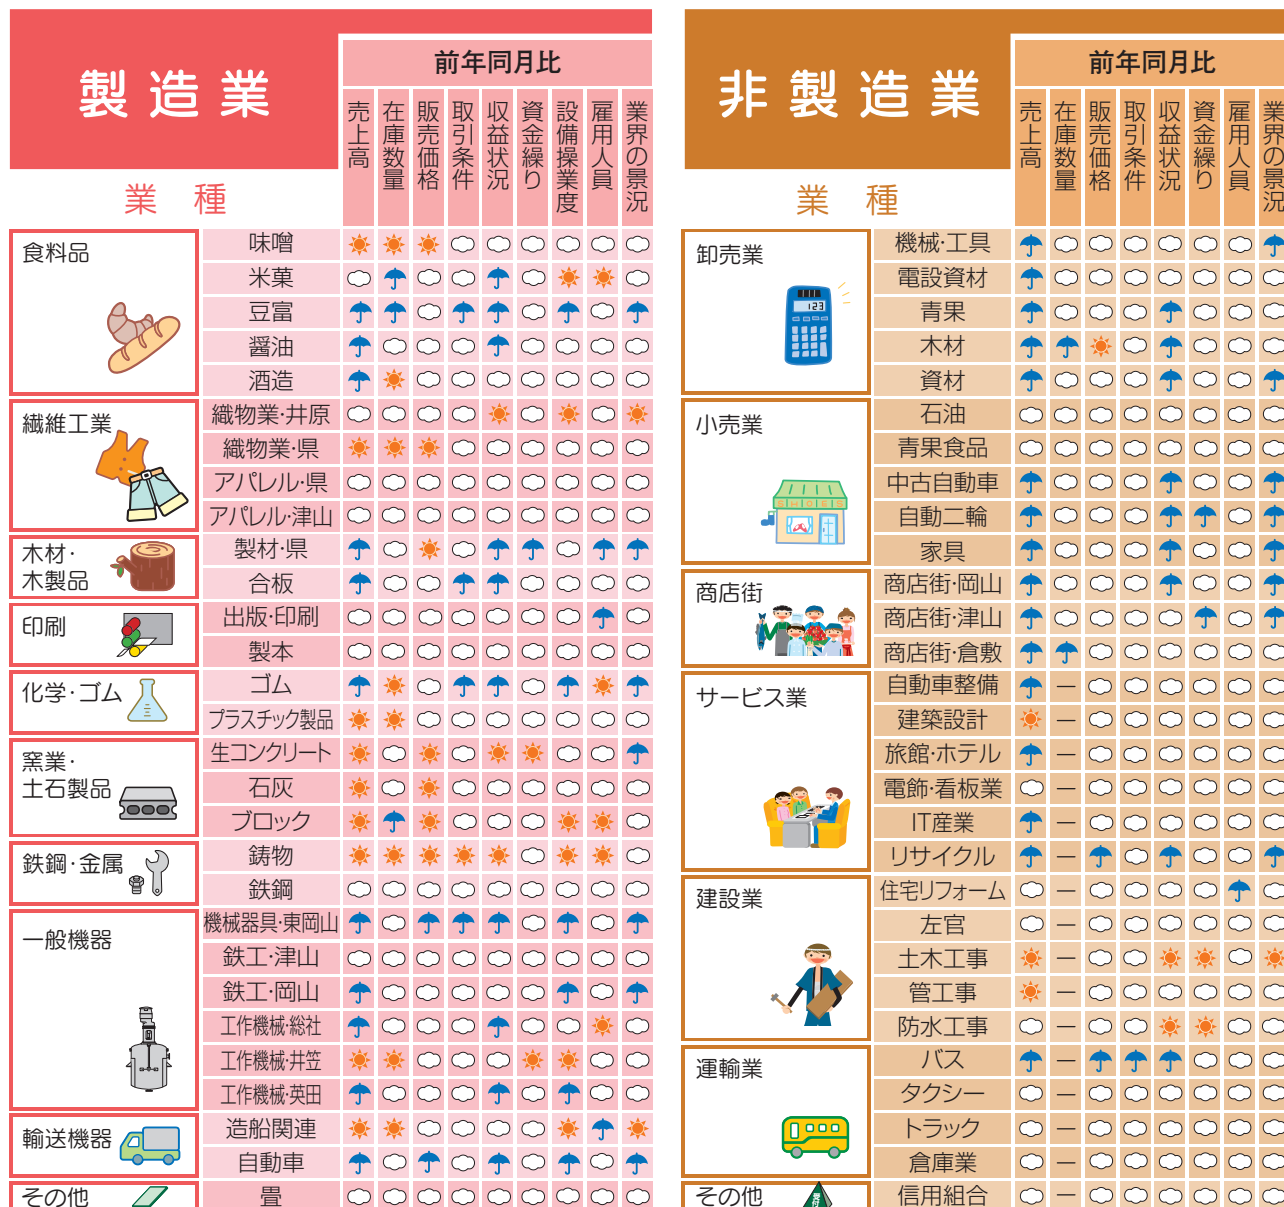 製造業
前年同月比
売上高
在庫数量
販売価格
取引条件
収益状況
資金繰り
設備操業度
雇用人員
業界の景況
業種
食料品
味噌
米菓
豆富
醤油
酒造
繊維工業
織物業・井原
織物業・県
アパレル・県
アパレル・津山
木材・
木製品
製材・県
合板
印刷
出版・印刷
製本
化学・ゴム
ゴム
プラスチック製品
窯業・
土石製品
生コンクリート
石灰
ブロック
鉄鋼・金属
鋳物
鉄鋼
一般機器
機械器具・東岡山
鉄工・津山
鉄工・岡山
工作機械・総社
工作機械・井笠
工作機械・英田
輸送機器
造船関連
自動車
その他
畳
非製造業
前年同月比
売上高
在庫数量
販売価格
取引条件
収益状況
資金繰り
雇用人員
業界の景況
業種
卸売業
123
機械・工具
電設資材
青果
木材
資材
小売業
SHOES
石油
青果食品
中古自動車
自動二輪
家具
商店街
商店街・岡山
商店街・津山
商店街・倉敷
サービス業
自動車整備
建築設計
旅館・ホテル
電飾・看板業
IT産業
リサイクル
建設業
住宅リフォーム
左官
土木工事
管工事
防水工事
運輸業
バス
タクシー
トラック
倉庫業
その他
信用組合